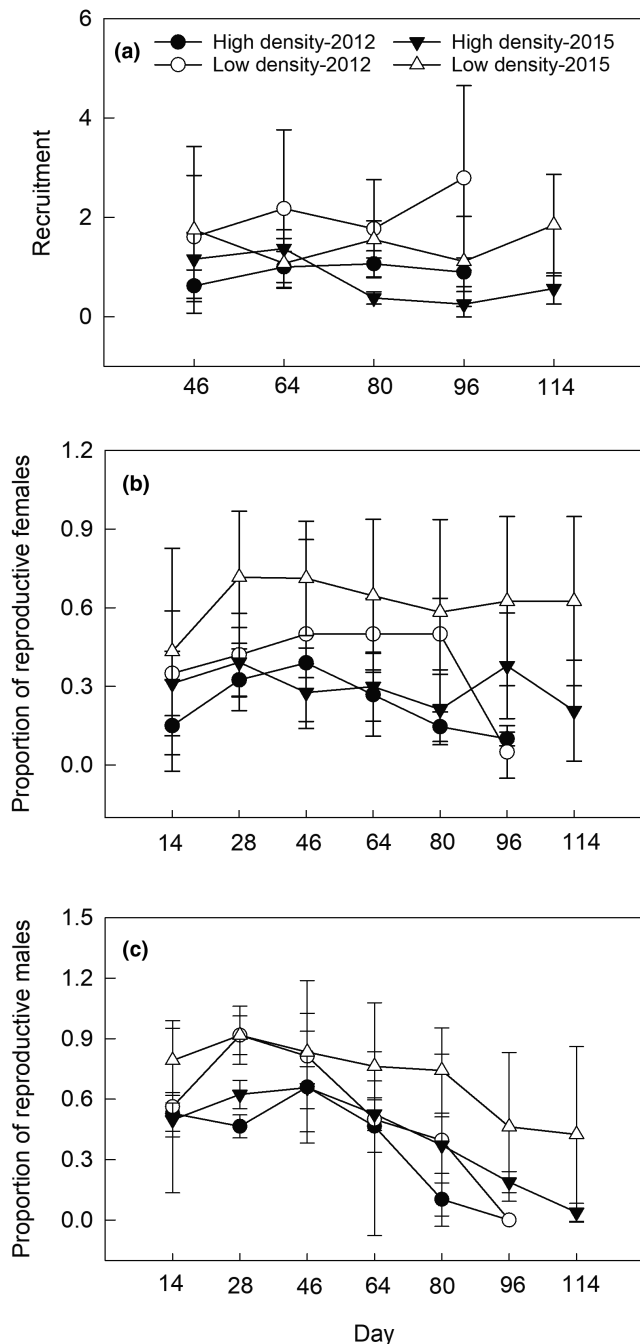 6
(a)
High density-2012
High density-2015
Low density-2012
Low density-2015
4
2
0
Recruitment
46 64 80 96 114
1.2
(b)
0.9
0.6
0.3
0.0
Proportion of reproductive females
14 28 46 64 80 96 114
1.5
(c)
1.2
0.9
0.6
0.3
0.0
Proportion of reproductive males
14 28 46 64 80 96 114
Day